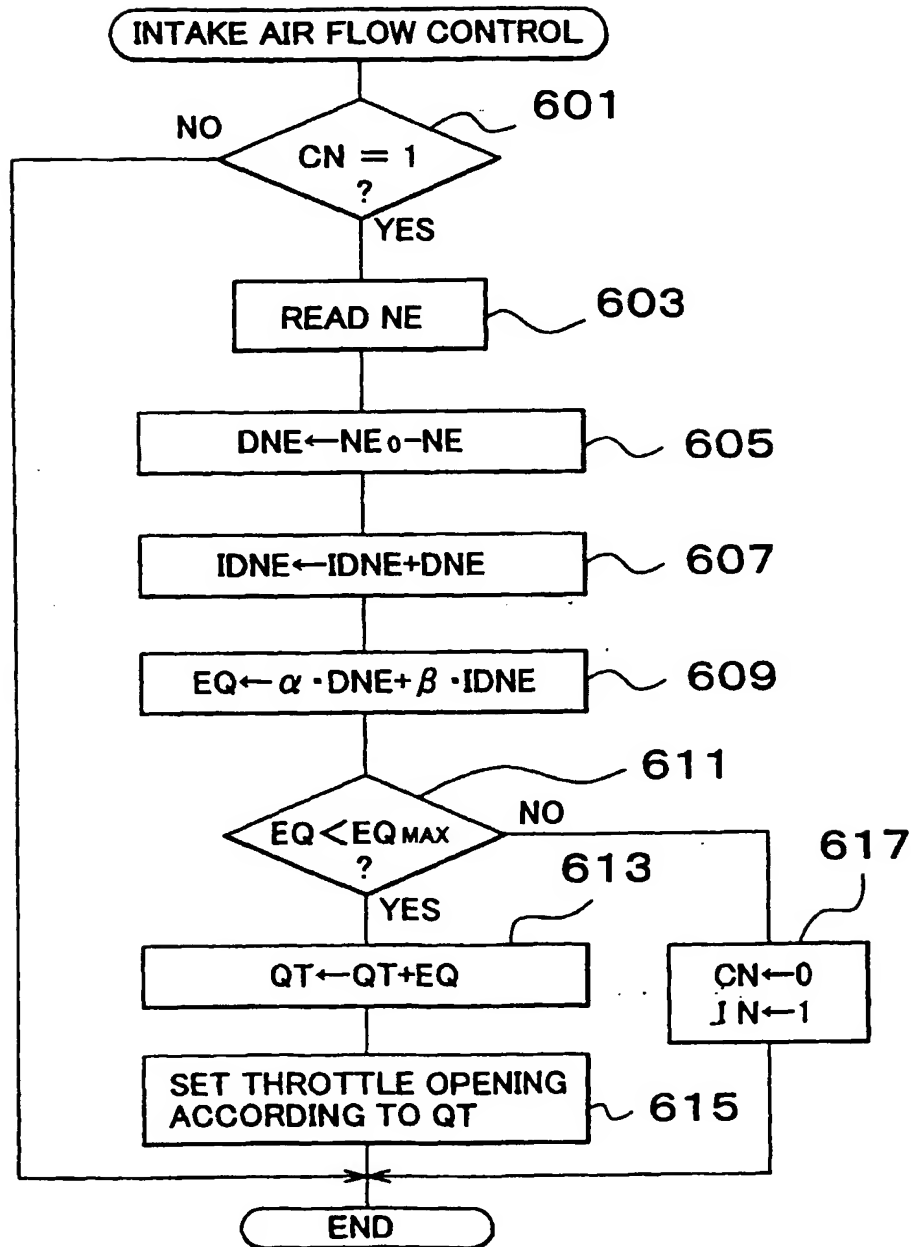 INTAKE AIR FLOW CONTROL
601
NO
CN = 1
?
YES
READ NE
603
DNE←NE0−NE
605
IDNE←IDNE+DNE
607
EQ←α・DNE+β・IDNE
609
611
EQ<EQMAX
?
NO
YES
613
617
QT←QT+EQ
CN←0
IN←1
SET THROTTLE OPENING
ACCORDING TO QT
615
END